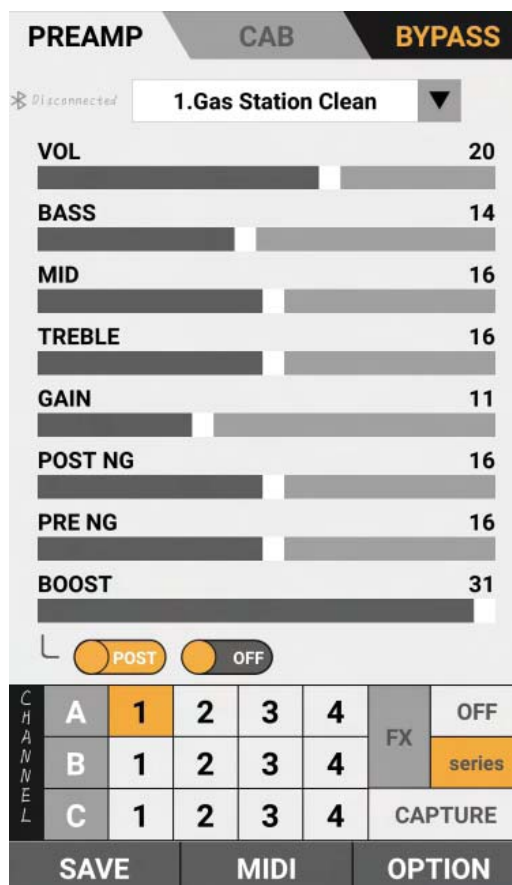 PREAMP CAB BYPASS
Disconnected 1.Gas Station Clean
VOL 20
BASS 14
MID 16
TREBLE 16
GAIN 11
POST NG 16
PRE NG 16
BOOST 31
POST OFF
CHANNEL
A 1 2 3 4 FX OFF
B 1 2 3 4 series
C 1 2 3 4 CAPTURE
SAVE MIDI OPTION